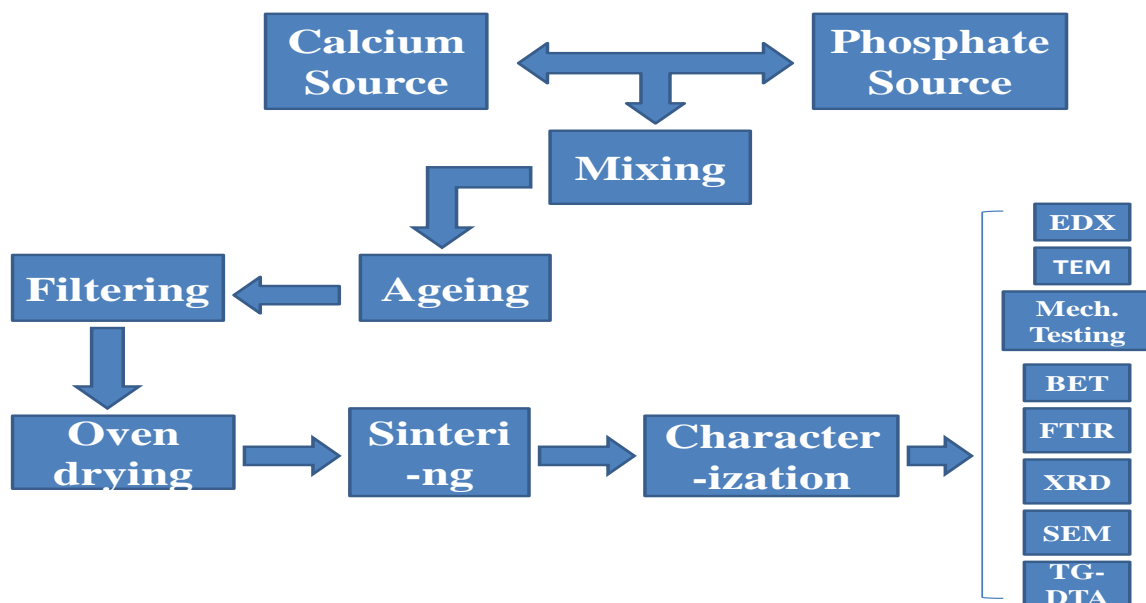 Calcium
Source
Phosphate
Source
Mixing
Ageing
Filtering
Oven
drying
Sinteri
-ng
Character
-ization
EDX
TEM
Mech.
Testing
BET
FTIR
XRD
SEM
TG-
DTA